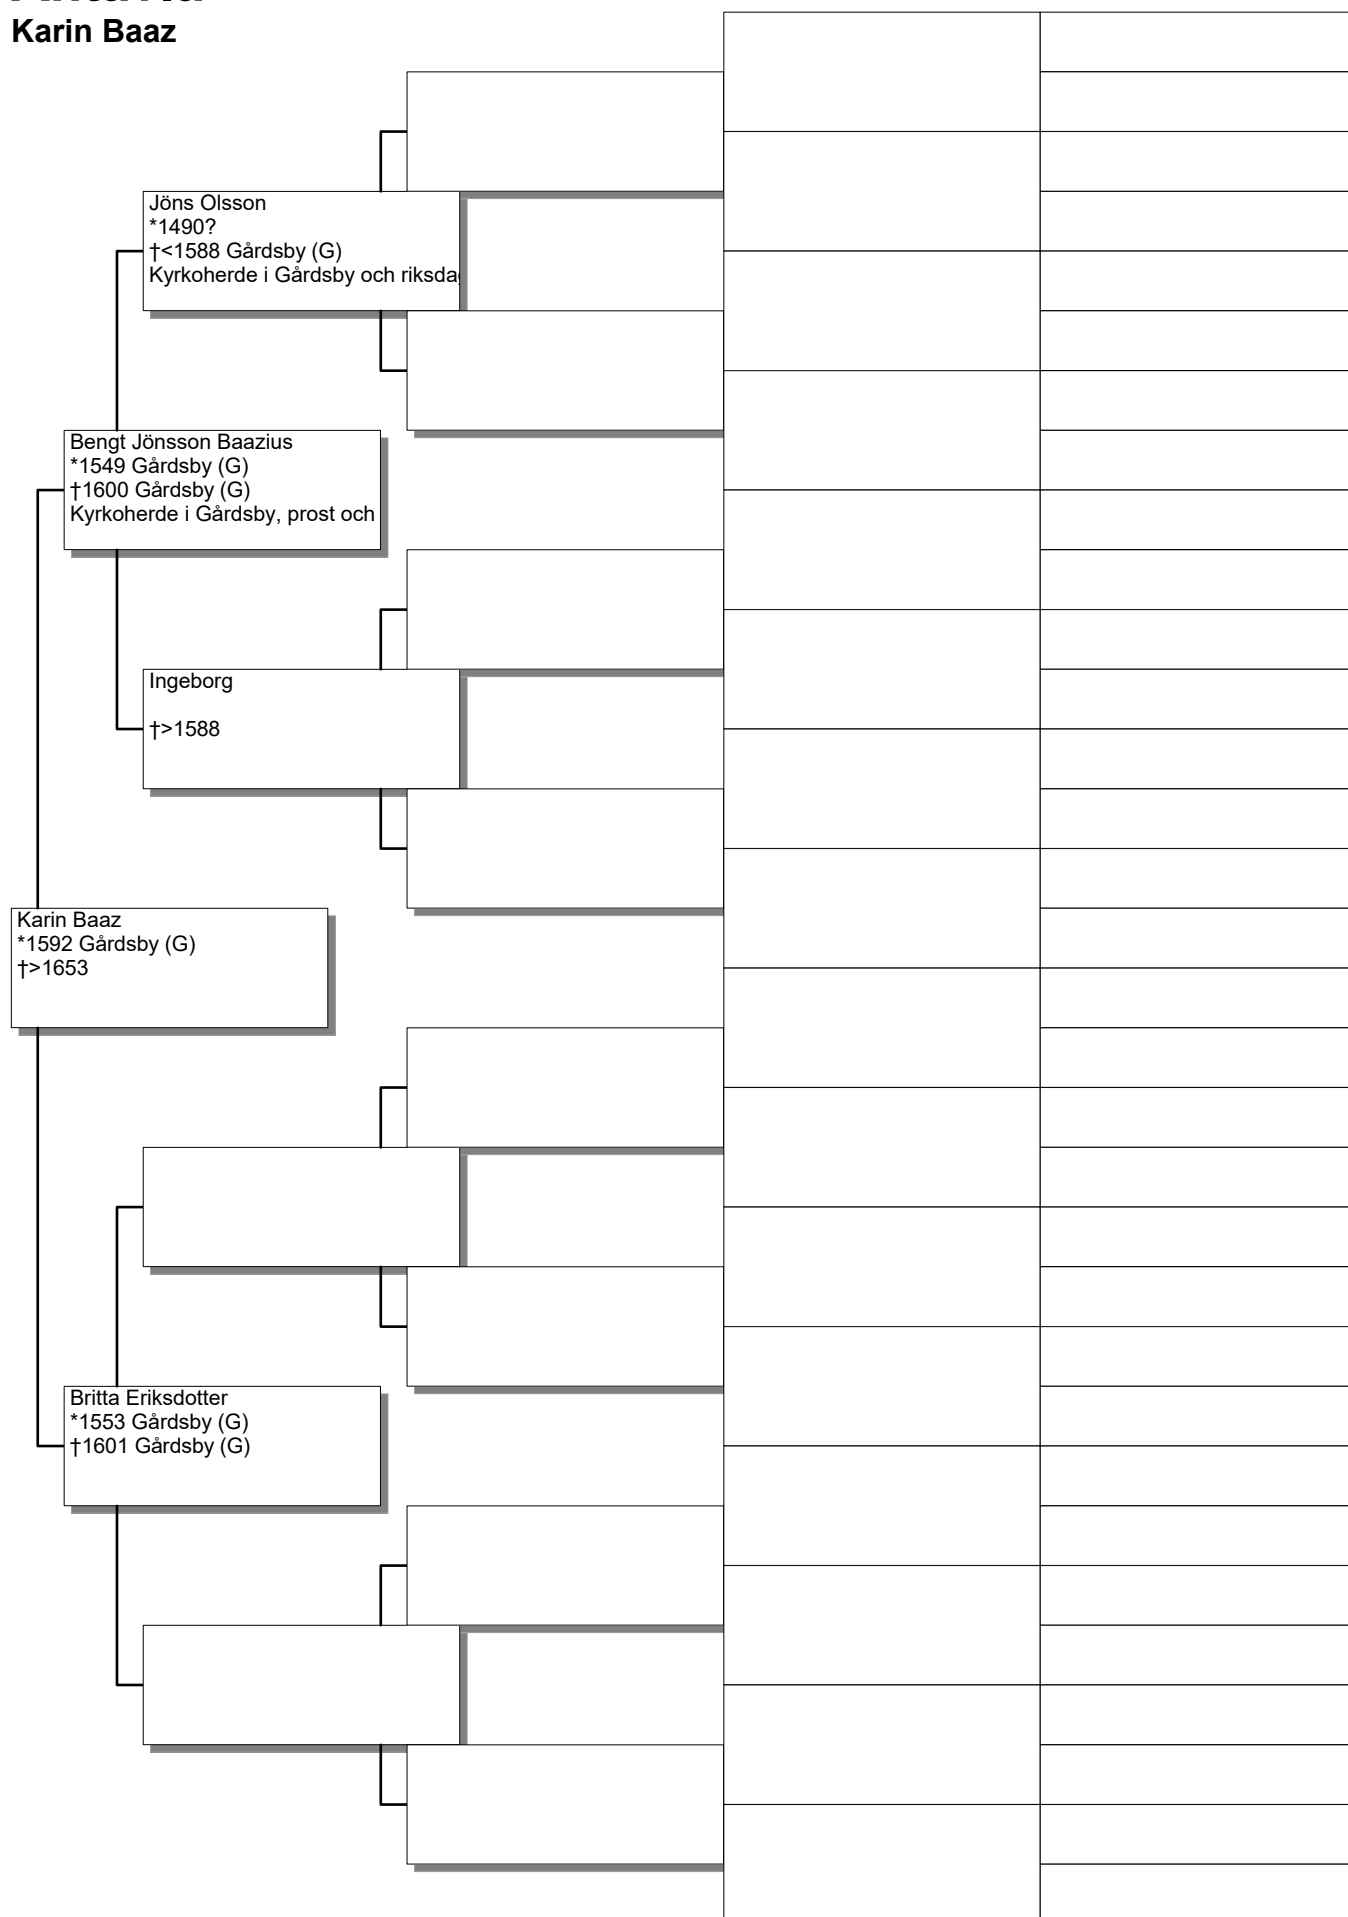 Karin Baaz
Jöns Olsson
*1490?
†<1588 Gårdsby (G)
Kyrkoherde i Gårdsby och
Bengt Jönsson Baazius
*1549 Gårdsby (G)
†1600 Gårdsby (G)
Kyrkoherde i Gårdsby, prost och
Ingeborg
†>1588
Karin Baaz
*1592 Gårdsby (G)
†>1653
Britta Eriksdotter
*1553 Gårdsby (G)
†1601 Gårdsby (G)